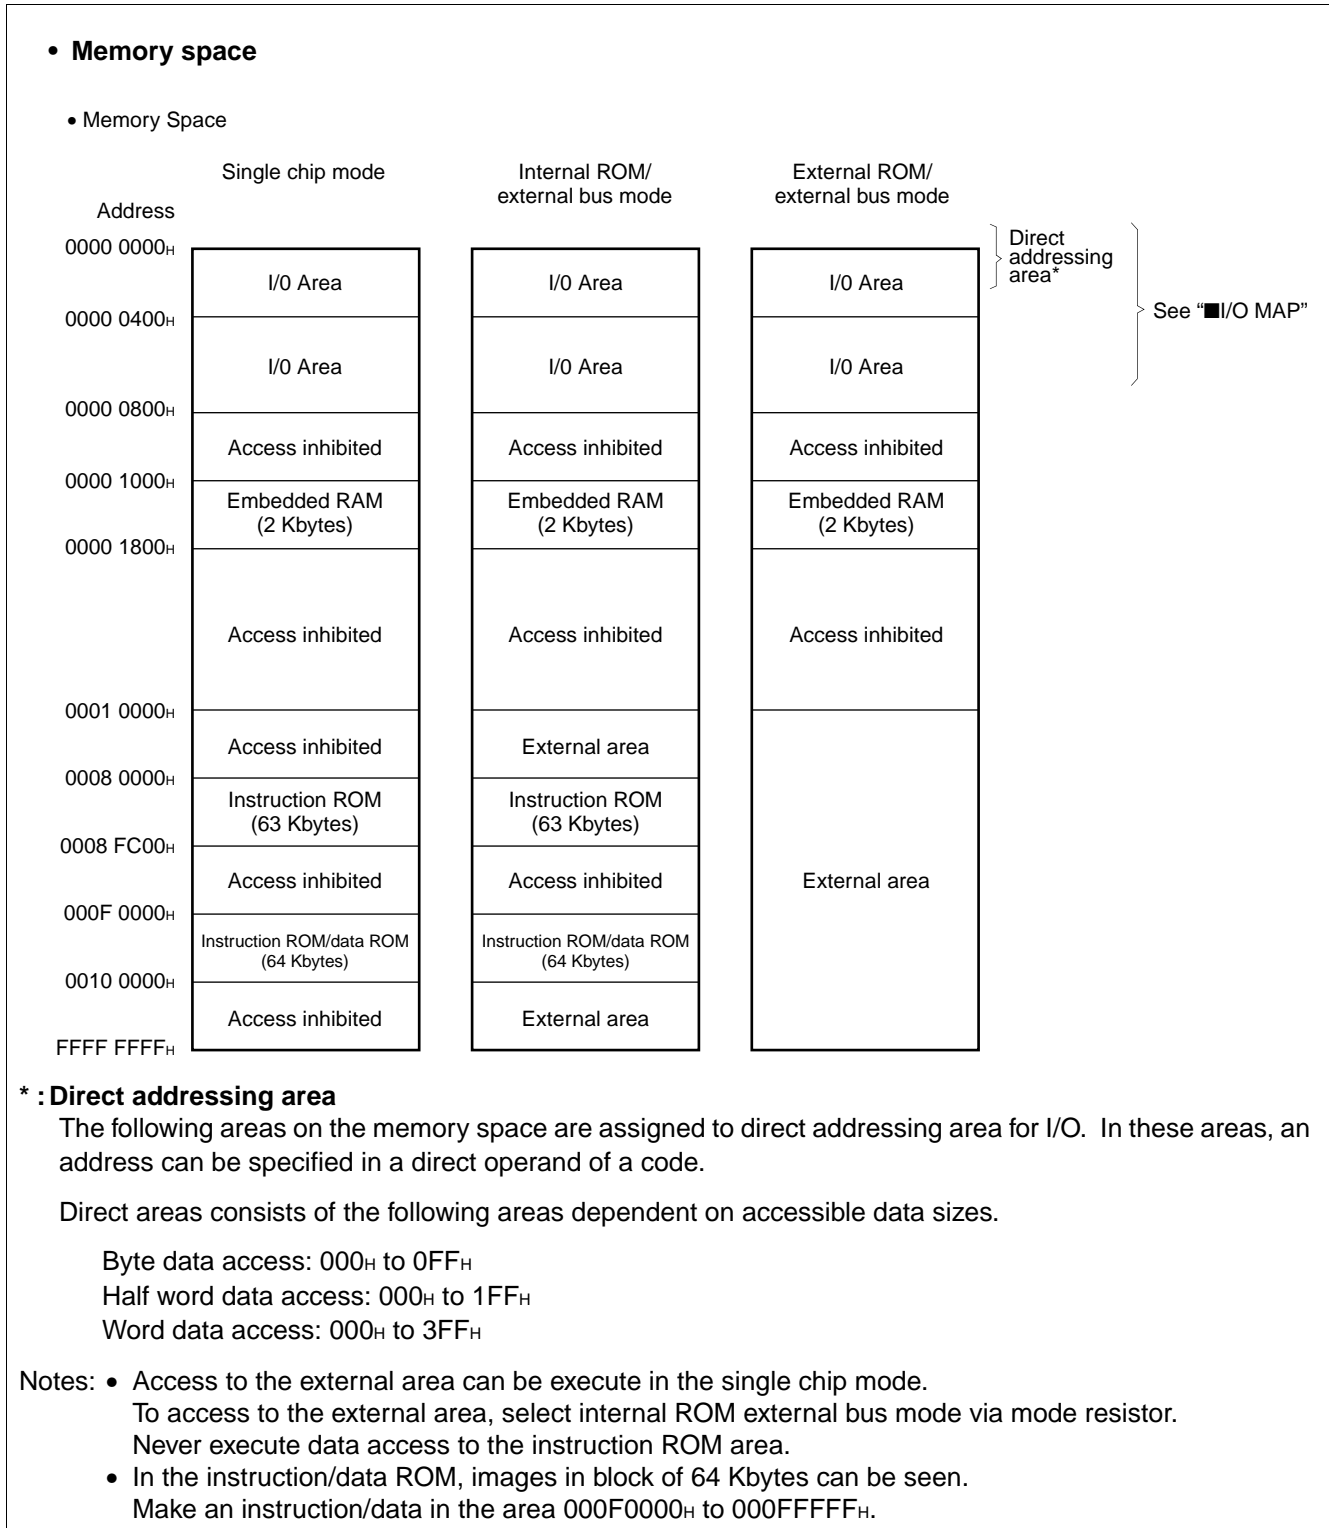 • Memory space
• Memory Space
Single chip mode
Internal ROM/
external bus mode
External ROM/
external bus mode
Address
0000 0000H
0000 0400H
0000 0800H
0000 1000H
0000 1800H
0001 0000H
0008 0000H
0008 FC00H
000F 0000H
0010 0000H
FFFF FFFFH
I/0 Area
I/0 Area
Access inhibited
Embedded RAM
(2 Kbytes)
Access inhibited
Access inhibited
Instruction ROM
(63 Kbytes)
Access inhibited
Instruction ROM/data ROM
(64 Kbytes)
Access inhibited
I/0 Area
I/0 Area
Access inhibited
Embedded RAM
(2 Kbytes)
Access inhibited
External area
Instruction ROM
(63 Kbytes)
Access inhibited
Instruction ROM/data ROM
(64 Kbytes)
External area
I/0 Area
I/0 Area
Access inhibited
Embedded RAM
(2 Kbytes)
Access inhibited
External area
Direct
addressing
area*
See “■I/O MAP”
* : Direct addressing area
The following areas on the memory space are assigned to direct addressing area for I/O. In these areas, an
address can be specified in a direct operand of a code.
Direct areas consists of the following areas dependent on accessible data sizes.
Byte data access: 000H to 0FFH
Half word data access: 000H to 1FFH
Word data access: 000H to 3FFH
Notes: • Access to the external area can be execute in the single chip mode.
To access to the external area, select internal ROM external bus mode via mode resistor.
Never execute data access to the instruction ROM area.
• In the instruction/data ROM, images in block of 64 Kbytes can be seen.
Make an instruction/data in the area 000F0000H to 000FFFFFH.